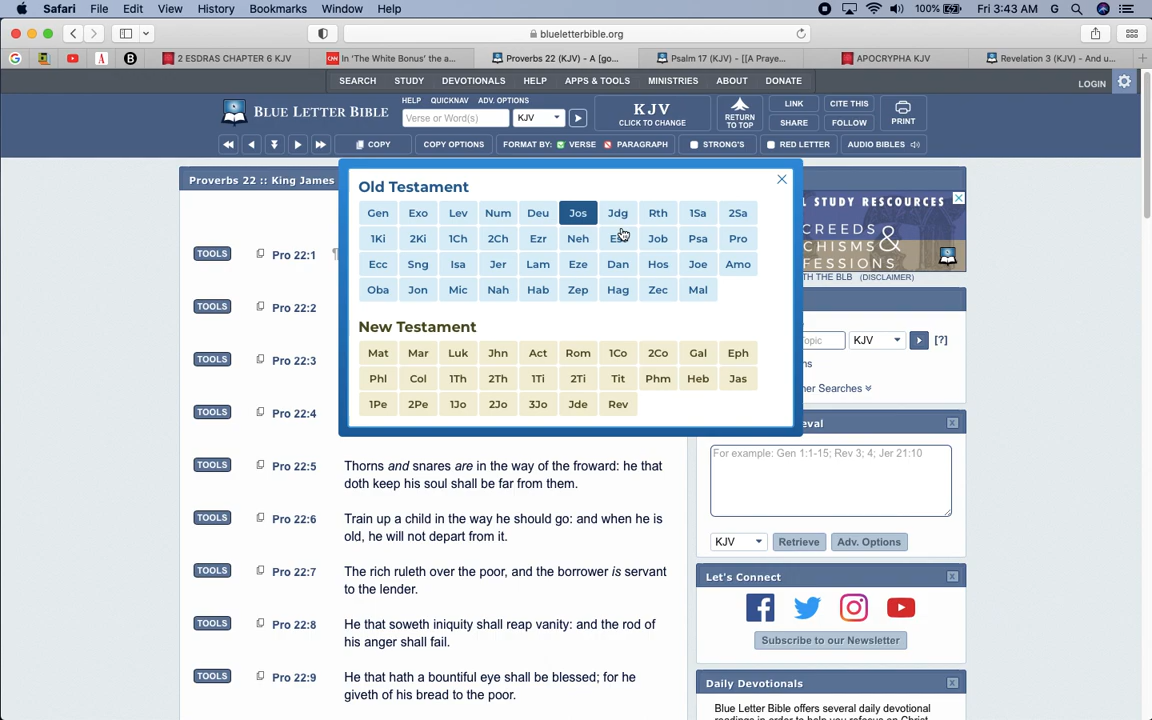 Safari File Edit View History Bookmarks Window Help 100% Fri 3:43 AM G
blueletterbible.org
2 ESDRAS CHAPTER 6 KJV In 'The White Bonus' the a... Proverbs 22 (KJV) - A [go... Psalm 17 (KJV) - [[A Praye... APOCRYPHA KJV Revelation 3 (KJV) - And u...
SEARCH STUDY DEVOTIONALS HELP APPS & TOOLS MINISTRIES ABOUT DONATE LOGIN
BLUE LETTER BIBLE
HELP QUICKNAV ADV. OPTIONS
Verse or Word(s) KJV
KJV
CLICK TO CHANGE
RETURN
TO TOP
LINK CITE THIS
SHARE FOLLOW
PRINT
COPY COPY OPTIONS FORMAT BY: VERSE PARAGRAPH STRONG'S RED LETTER AUDIO BIBLES
Proverbs 22 :: King James
Old Testament
Gen Exo Lev Num Deu Jos Jdg Rth 1Sa 2Sa
1Ki 2Ki 1Ch 2Ch Ezr Neh Job Psa Pro
Ecc Sng Isa Jer Lam Eze Dan Hos Joe Amo
Oba Jon Mic Nah Hab Zep Hag Zec Mal
New Testament
Mat Mar Luk Jhn Act Rom 1Co 2Co Gal Eph
Phl Col 1Th 2Th 1Ti 2Ti Tit Phm Heb Jas
1Pe 2Pe 1Jo 2Jo 3Jo Jde Rev
TOOLS Pro 22:1
TOOLS Pro 22:2
TOOLS Pro 22:3
TOOLS Pro 22:4
TOOLS Pro 22:5 Thorns and snares are in the way of the froward: he that
doth keep his soul shall be far from them.
TOOLS Pro 22:6 Train up a child in the way he should go: and when he is
old, he will not depart from it.
TOOLS Pro 22:7 The rich ruleth over the poor, and the borrower is servant
to the lender.
TOOLS Pro 22:8 He that soweth iniquity shall reap vanity: and the rod of
his anger shall fail.
TOOLS Pro 22:9 He that hath a bountiful eye shall be blessed; for he
giveth of his bread to the poor.
L STUDY RESOURCES
CREEDS
CHISMS &
FESSIONS
TH THE BLB (DISCLAIMER)
opic KJV [?]
ns
her Searches
eval
For example: Gen 1:1-15; Rev 3; 4; Jer 21:10
KJV Retrieve Adv. Options
Let's Connect
Subscribe to our Newsletter
Daily Devotionals
Blue Letter Bible offers several daily devotional
readings in order to help you refocus on Christ